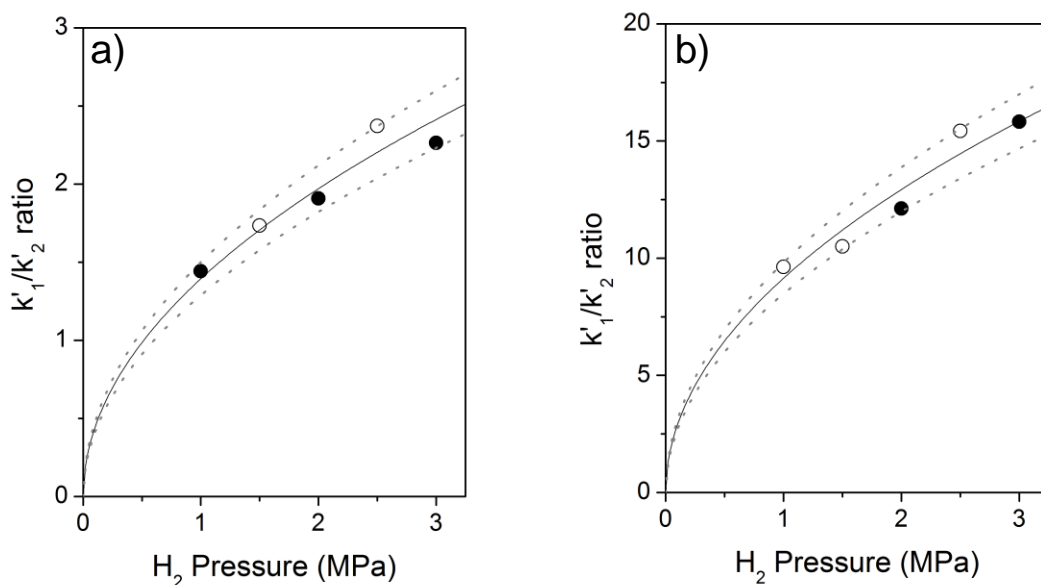 a)
3
2
1
0
k'1/k'2 ratio
0 1 2 3
H2 Pressure (MPa)
b)
20
15
10
5
0
k'1/k'2 ratio
0 1 2 3
H2 Pressure (MPa)